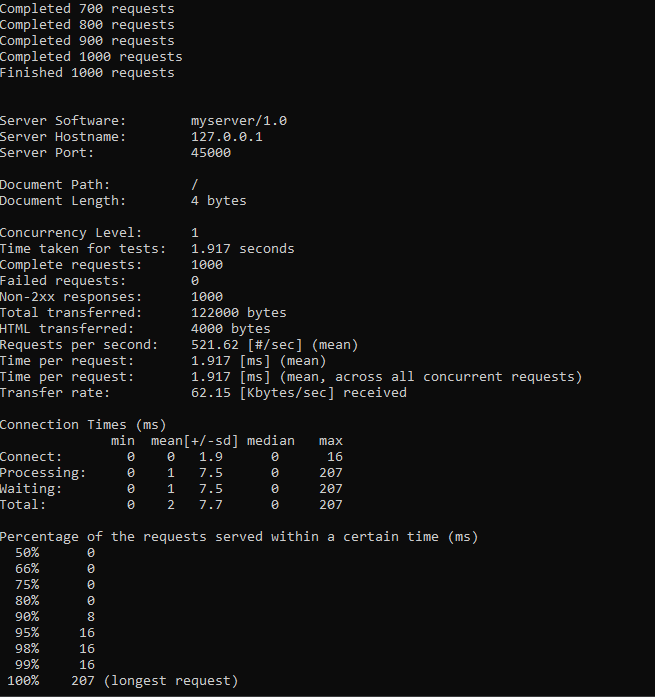 Completed 700 requests
Completed 800 requests
Completed 900 requests
Completed 1000 requests
Finished 1000 requests
Server Software:        myserver/1.0
Server Hostname:        127.0.0.1
Server Port:            45000
Document Path:          /
Document Length:        4 bytes
Concurrency Level:      1
Time taken for tests:   1.917 seconds
Complete requests:      1000
Failed requests:        0
Non-2xx responses:      1000
Total transferred:      122000 bytes
HTML transferred:       4000 bytes
Requests per second:    521.62 [#/sec] (mean)
Time per request:       1.917 [ms] (mean)
Time per request:       1.917 [ms] (mean, across all concurrent requests)
Transfer rate:          62.15 [Kbytes/sec] received
Connection Times (ms)
              min  mean[+/-sd] median   max
Connect:        0    0   1.9      0      16
Processing:     0    1   7.5      0     207
Waiting:        0    1   7.5      0     207
Total:          0    2   7.7      0     207
Percentage of the requests served within a certain time (ms)
  50%      0
  66%      0
  75%      0
  80%      0
  90%      8
  95%     16
  98%     16
  99%     16
 100%    207 (longest request)